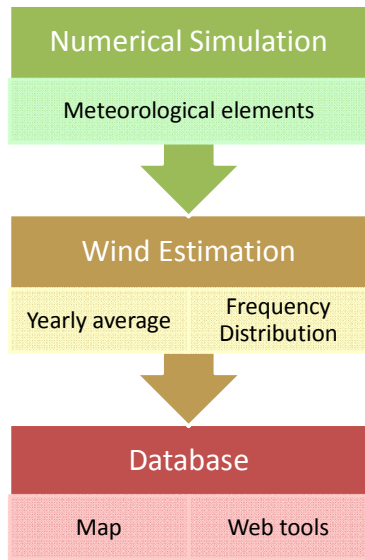 Numerical Simulation
Meteorological elements
Wind Estimation
Yearly average
Frequency
Distribution
Database
Map
Web tools